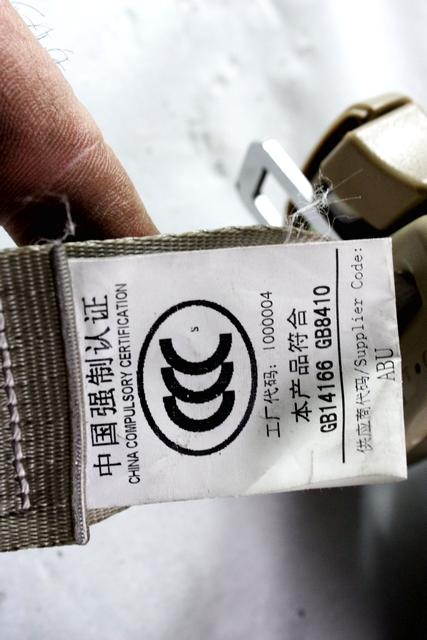 中国强制认证
CHINA COMPULSORY CERTIFICATION
CCC
S
工厂代码: 1000004
本产品符合
GB14166 GB8410
供应商代码/Supplier Code:
ABU